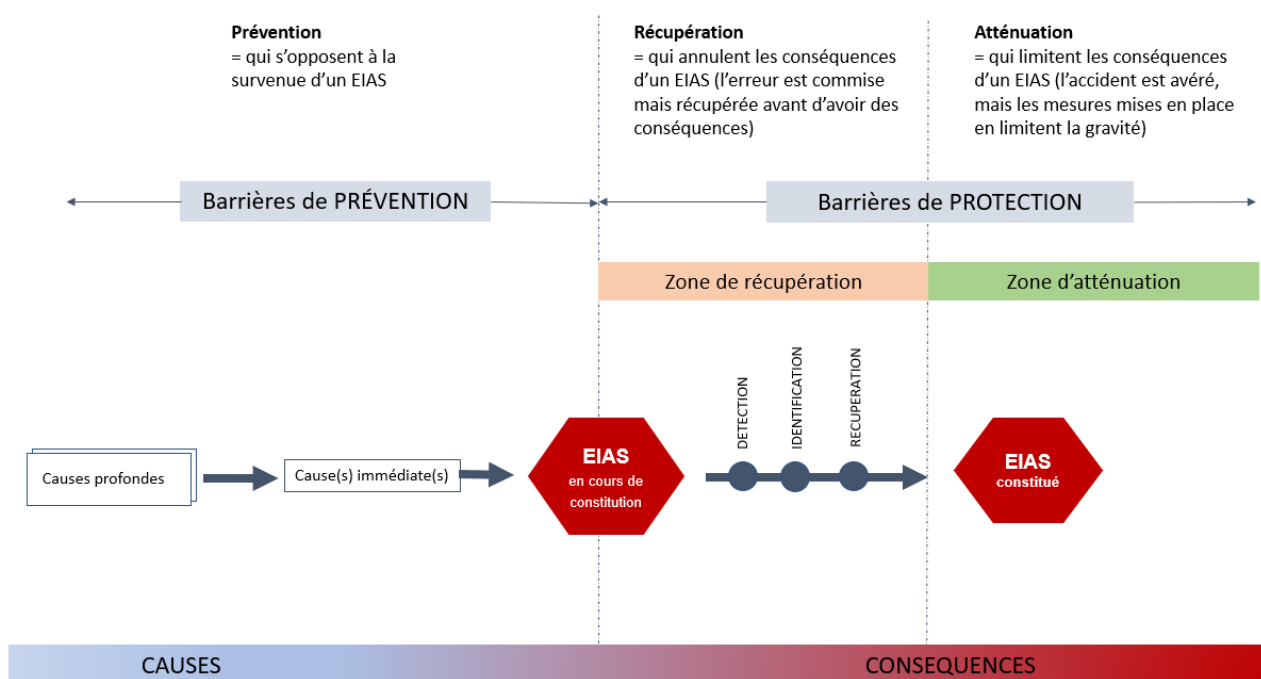 Prévention
= qui s’opposent à la
survenue d’un EIAS
Récupération
= qui annulent les conséquences
d’un EIAS (l’erreur est commise
mais récupérée avant d’avoir des
conséquences)
Atténuation
= qui limitent les conséquences
d’un EIAS (l’accident est avéré,
mais les mesures mises en place
en limitent la gravité)
Barrières de PRÉVENTION
Barrières de PROTECTION
Zone de récupération
Zone d’atténuation
DETECTION
IDENTIFICATION
RECUPERATION
Causes profondes
Cause(s) immédiate(s)
EIAS
en cours de
constitution
EIAS
constitué
CAUSES
CONSEQUENCES